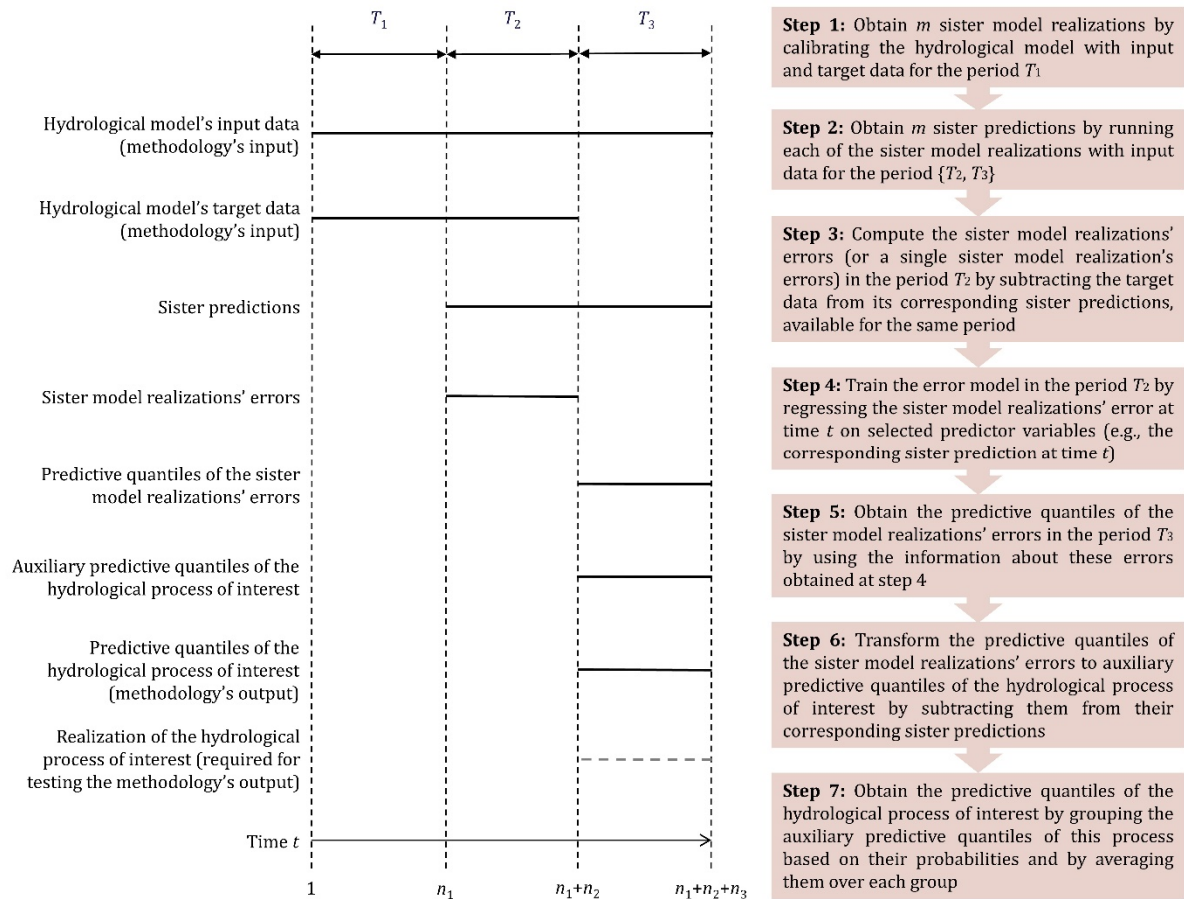 T1
T2
T3
Hydrological model's input data
(methodology's input)
Hydrological model's target data
(methodology's input)
Sister predictions
Sister model realizations' errors
Predictive quantiles of the sister
model realizations' errors
Auxiliary predictive quantiles of the
hydrological process of interest
Predictive quantiles of the
hydrological process of interest
(methodology's output)
Realization of the hydrological
process of interest (required for
testing the methodology's output)
Time t
1
n1
n1+n2
n1+n2+n3
Step 1: Obtain m sister model realizations by
calibrating the hydrological model with input
and target data for the period T1
Step 2: Obtain m sister predictions by running
each of the sister model realizations with input
data for the period {T2, T3}
Step 3: Compute the sister model realizations'
errors (or a single sister model realization's
errors) in the period T2 by subtracting the target
data from its corresponding sister predictions,
available for the same period
Step 4: Train the error model in the period T2 by
regressing the sister model realizations' error at
time t on selected predictor variables (e.g., the
corresponding sister prediction at time t)
Step 5: Obtain the predictive quantiles of the
sister model realizations' errors in the period T3
by using the information about these errors
obtained at step 4
Step 6: Transform the predictive quantiles of
the sister model realizations' errors to auxiliary
predictive quantiles of the hydrological process
of interest by subtracting them from their
corresponding sister predictions
Step 7: Obtain the predictive quantiles of the
hydrological process of interest by grouping the
auxiliary predictive quantiles of this process
based on their probabilities and by averaging
them over each group